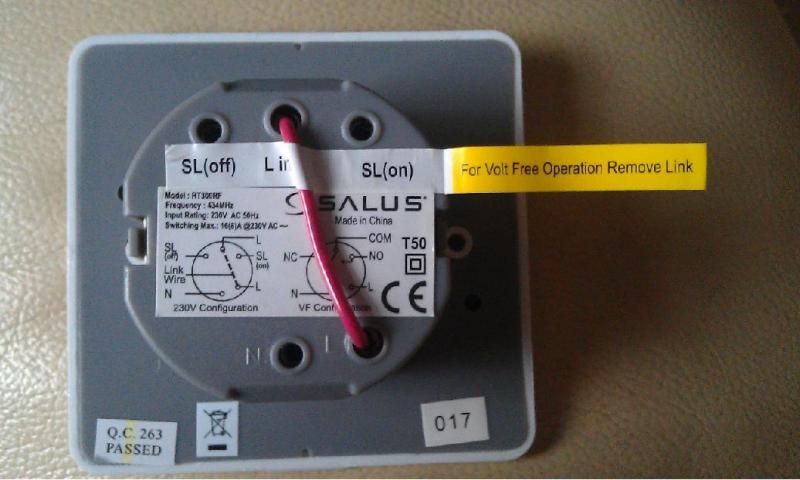 SL(off) L in SL(on)
For Volt Free Operation Remove Link
Model : RT300RF
Frequency : 434MHz
Input Rating: 230V AC 50Hz
Switching Max.: 16(6)A @230V AC ~
SALUS®
Made in China
T50
L
SL
(off)
SL
(on)
Link
Wire
N
L
230V Configuration
COM
NC
NO
N
L
VF Con
CE
N
L
Q.C. 263
PASSED
017